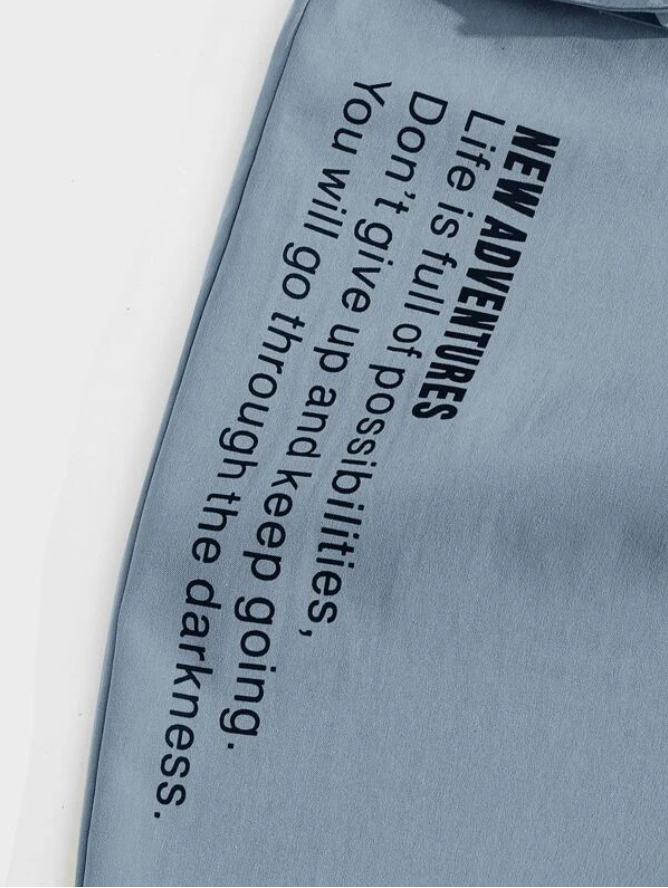 NEW ADVENTURES
Life is full of possibilities,
Don't give up and keep going.
You will go through the darkness.